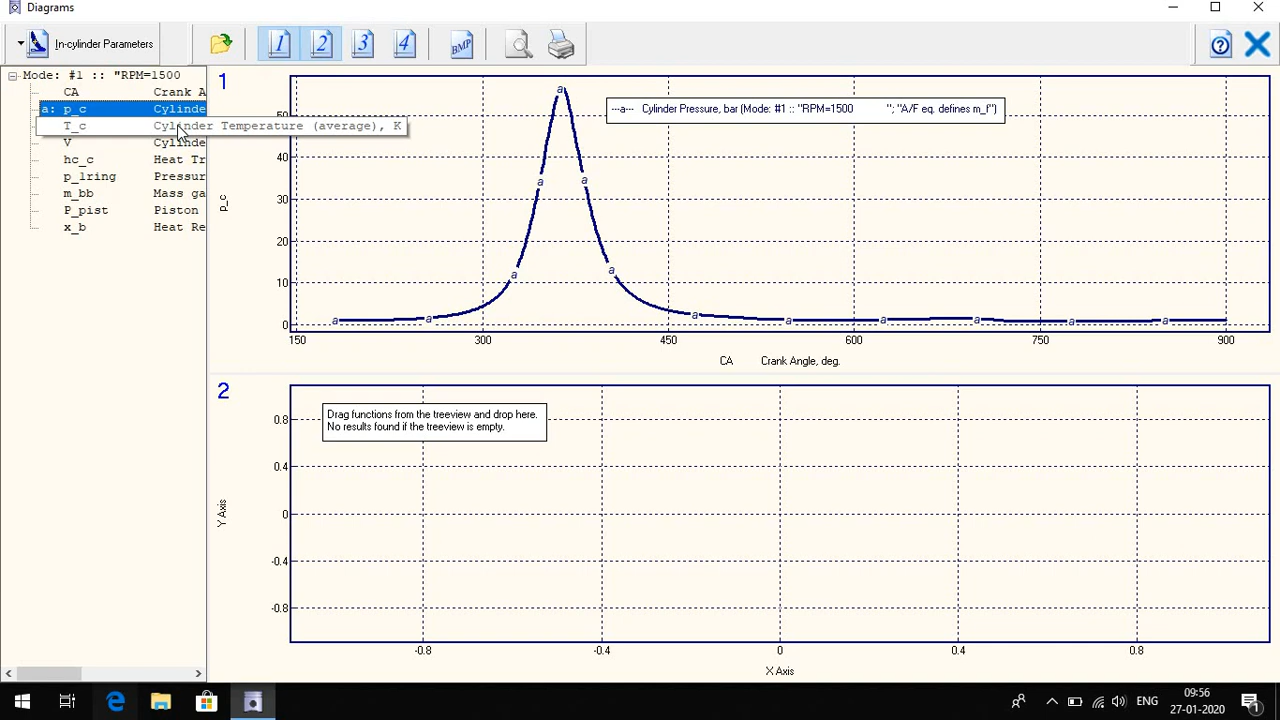 Diagrams
In-cylinder Parameters
1
2
3
4
BMP
Mode: #1 :: "RPM=1500
CA Crank A
a: p_c Cylinde
T_c Cylinder Temperature (average), K
V Cylinde
hc_c Heat Tr
p_1ring Pressur
m_bb Mass ga
P_pist Piston
x_b Heat Re
1
---a--- Cylinder Pressure, bar (Mode: #1 :: "RPM=1500 "; "A/F eq. defines m_f")
a
a
a
a
a
a
a
a
a
a
a
a
a
a
p_c
50
40
30
20
10
0
150 300 450 600 750 900
CA Crank Angle, deg.
2
Drag functions from the treeview and drop here.
No results found if the treeview is empty.
Y Axis
0.8
0.4
0
-0.4
-0.8
-0.8 -0.4 0 0.4 0.8
X Axis
ENG
09:56
27-01-2020
1